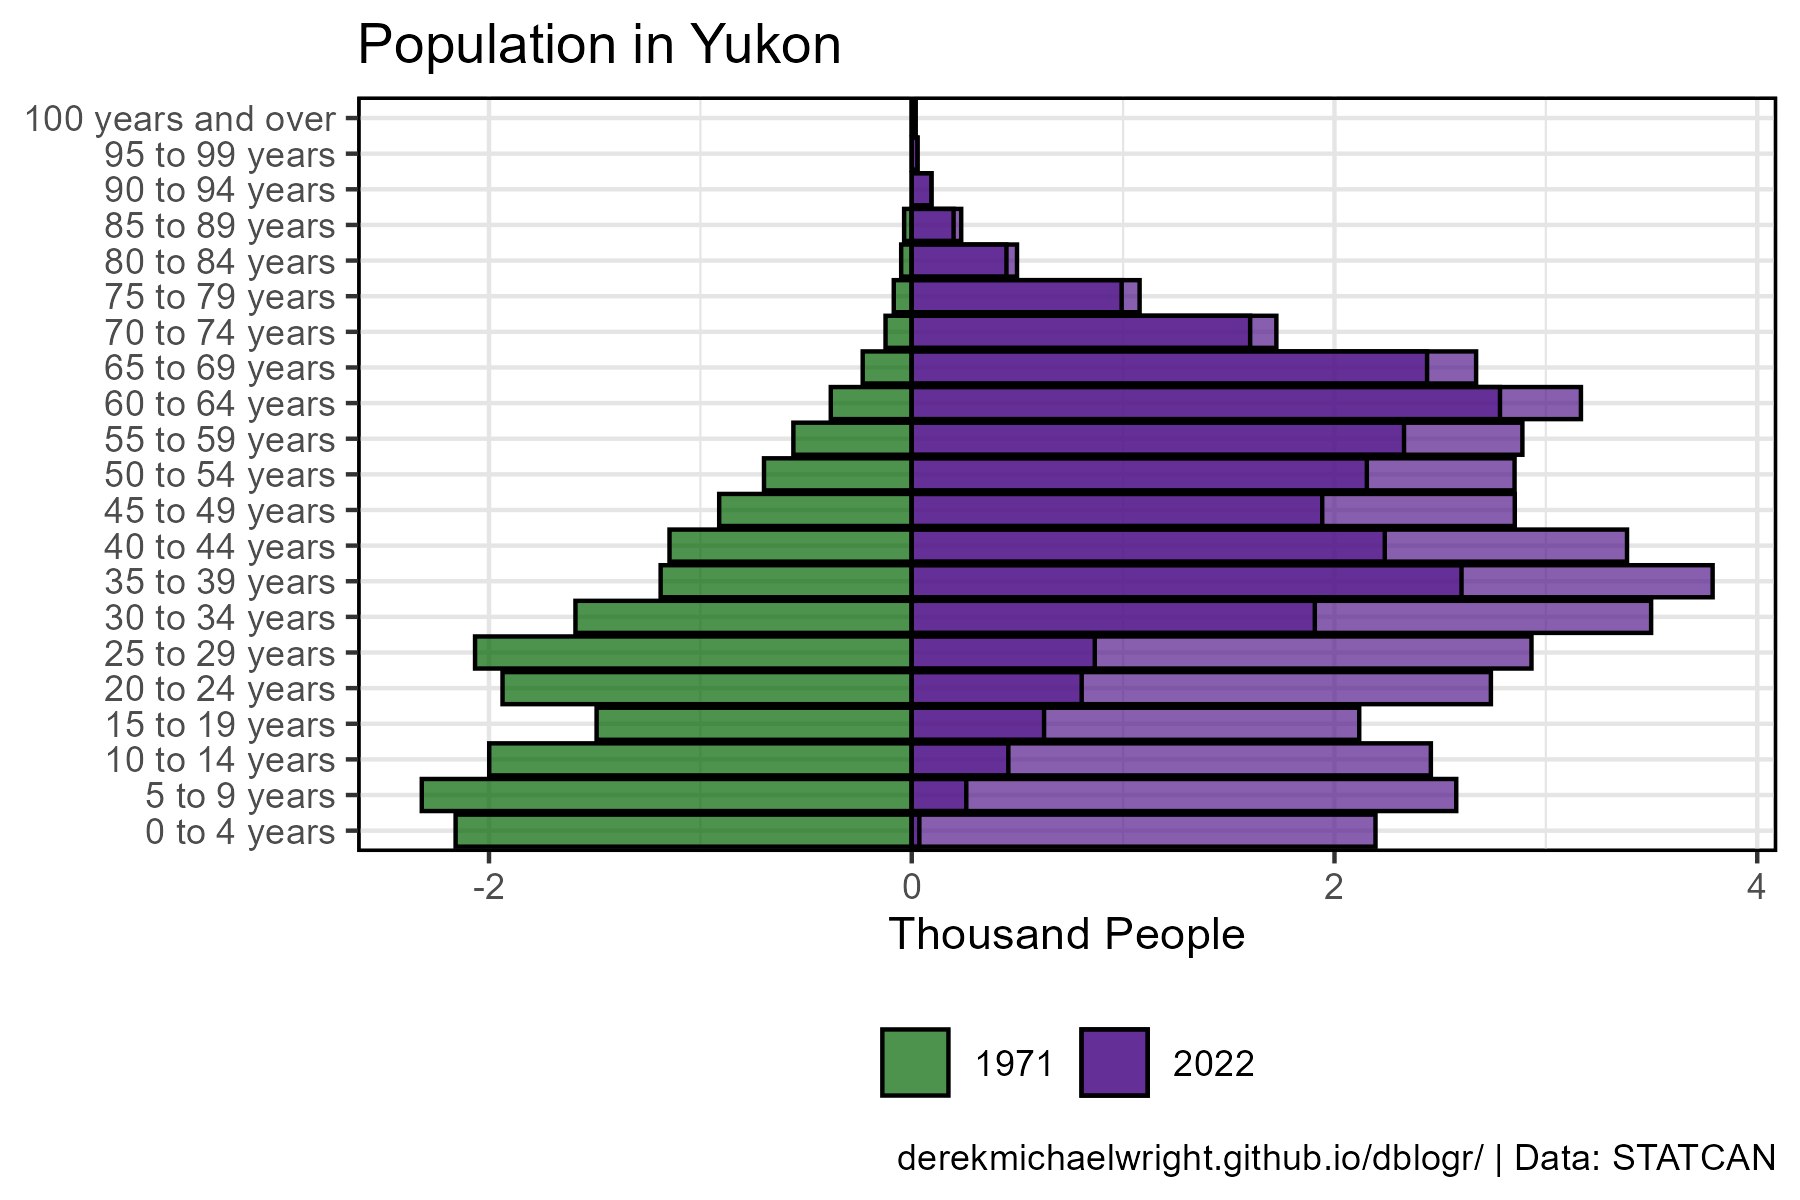 Population in Yukon
100 years and over
95 to 99 years
90 to 94 years
85 to 89 years
80 to 84 years
75 to 79 years
70 to 74 years
65 to 69 years
60 to 64 years
55 to 59 years
50 to 54 years
45 to 49 years
40 to 44 years
35 to 39 years
30 to 34 years
25 to 29 years
20 to 24 years
15 to 19 years
10 to 14 years
5 to 9 years
0 to 4 years
-2 0 2 4
Thousand People
1971 2022
derekmichaelwright.github.io/dblogr/ | Data: STATCAN